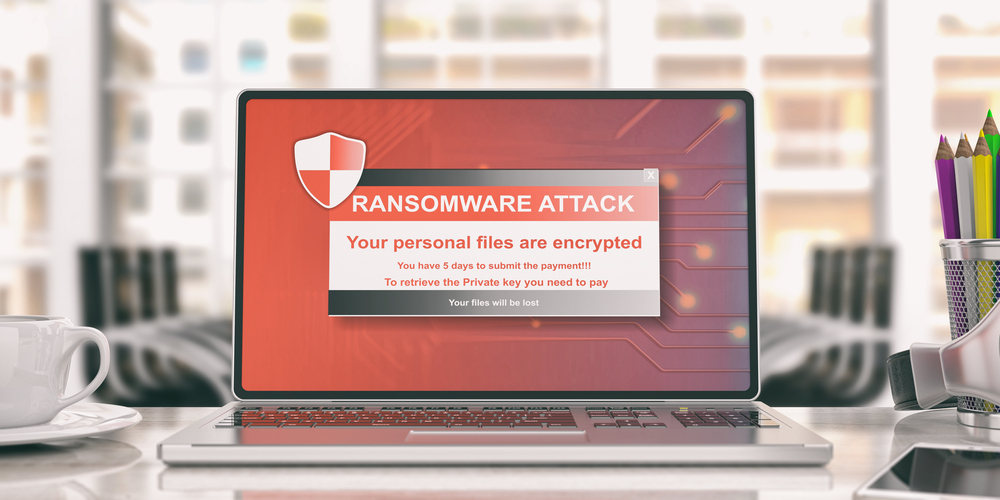 X
RANSOMWARE ATTACK
Your personal files are encrypted
You have 5 days to submit the payment!!!
To retrieve the Private key you need to pay
Your files will be lost